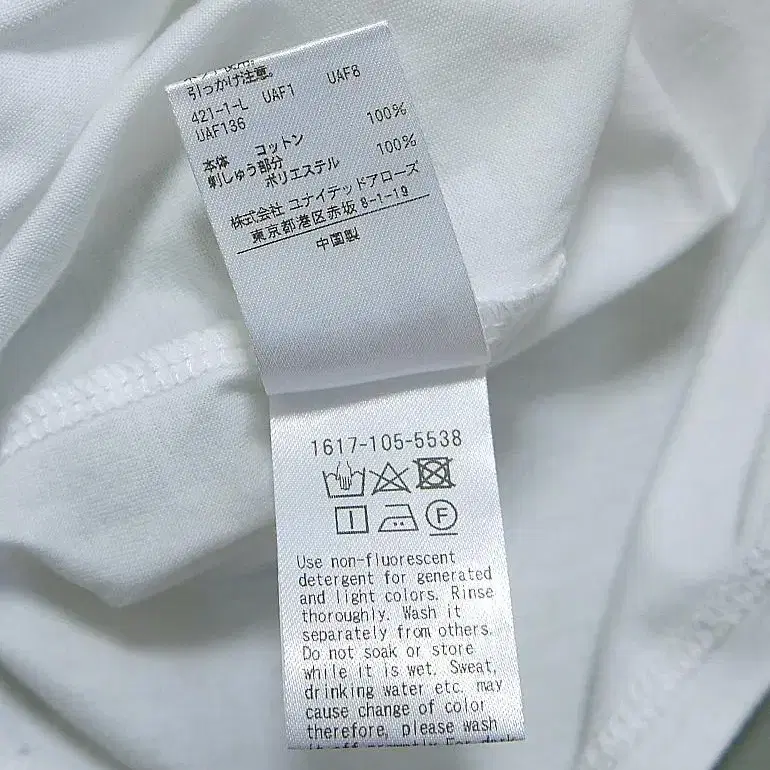 ネット使用。
引っかけ注意。
421-1-L UAF1 UAF8
UAF136
本体 コットン 100%
刺しゅう部分
ポリエステル 100%
株式会社 ユナイテッドアローズ
東京都港区赤坂 8-1-19
中国製
1617-105-5538
F
Use non-fluorescent
detergent for generated
and light colors. Rinse
thoroughly. Wash it
separately from others.
Do not soak or store
while it is wet. Sweat,
drinking water etc. may
cause change of color
therefore, please wash